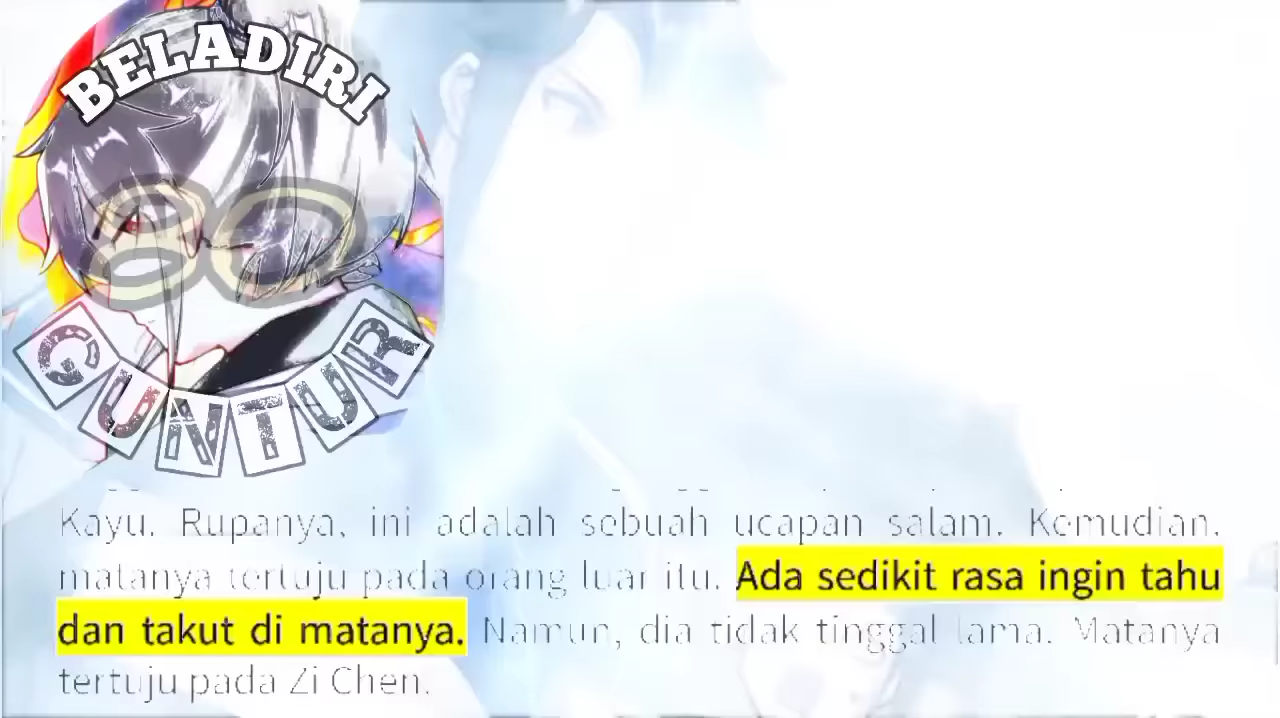 BELADIRI
GUNTUR
Kayu. Rupanya, ini adalah sebuah ucapan salam. Kemudian,
matanya tertuju pada orang luar itu. Ada sedikit rasa ingin tahu
dan takut di matanya. Namun, dia tidak tinggal lama. Matanya
tertuju pada Zi Chen.